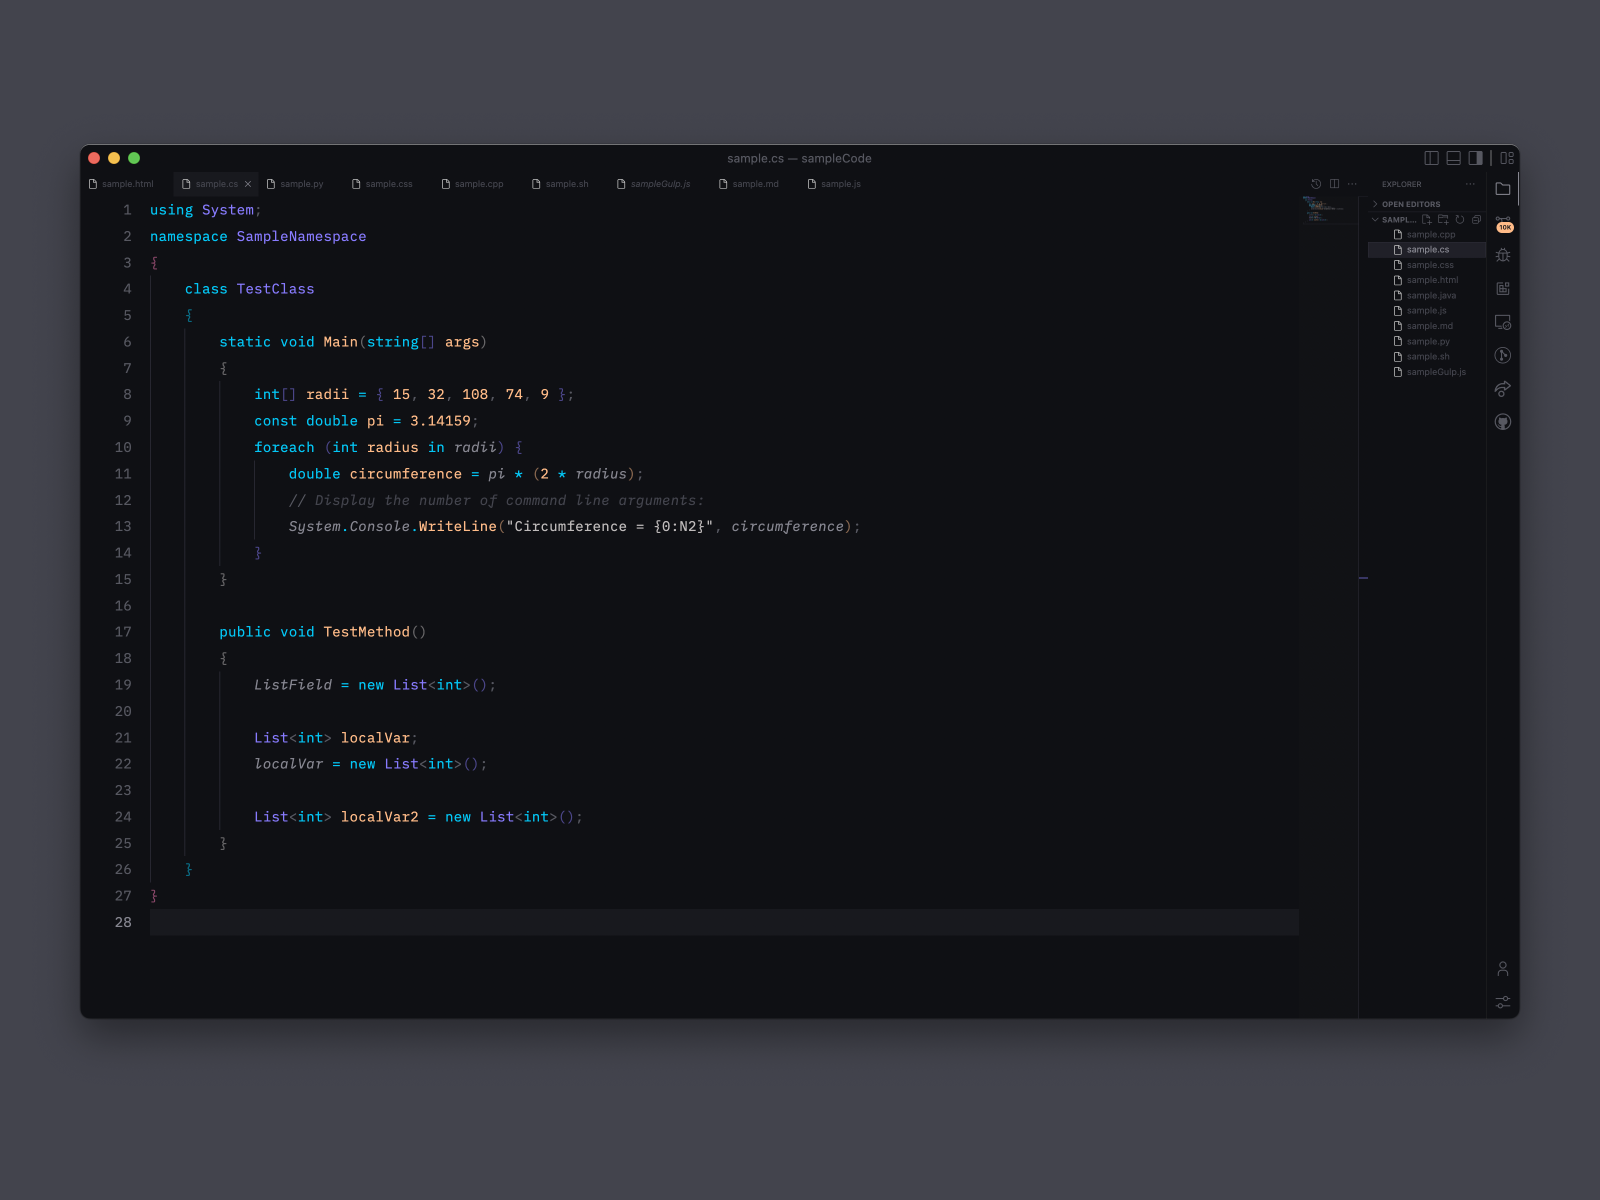 sample.cs — sampleCode
sample.html sample.cs sample.py sample.css sample.cpp sample.sh sampleGulp.js sample.md sample.js
1 using System;
2 namespace SampleNamespace
3 {
4 class TestClass
5 {
6 static void Main(string[] args)
7 {
8 int[] radii = { 15, 32, 108, 74, 9 };
9 const double pi = 3.14159;
10 foreach (int radius in radii) {
11 double circumference = pi * (2 * radius);
12 // Display the number of command line arguments:
13 System.Console.WriteLine("Circumference = {0:N2}", circumference);
14 }
15 }
16
17 public void TestMethod()
18 {
19 ListField = new List<int>();
20
21 List<int> localVar;
22 localVar = new List<int>();
23
24 List<int> localVar2 = new List<int>();
25 }
26 }
27 }
28
EXPLORER
OPEN EDITORS
SAMPL...
sample.cpp
sample.cs
sample.css
sample.html
sample.java
sample.js
sample.md
sample.py
sample.sh
sampleGulp.js
10K